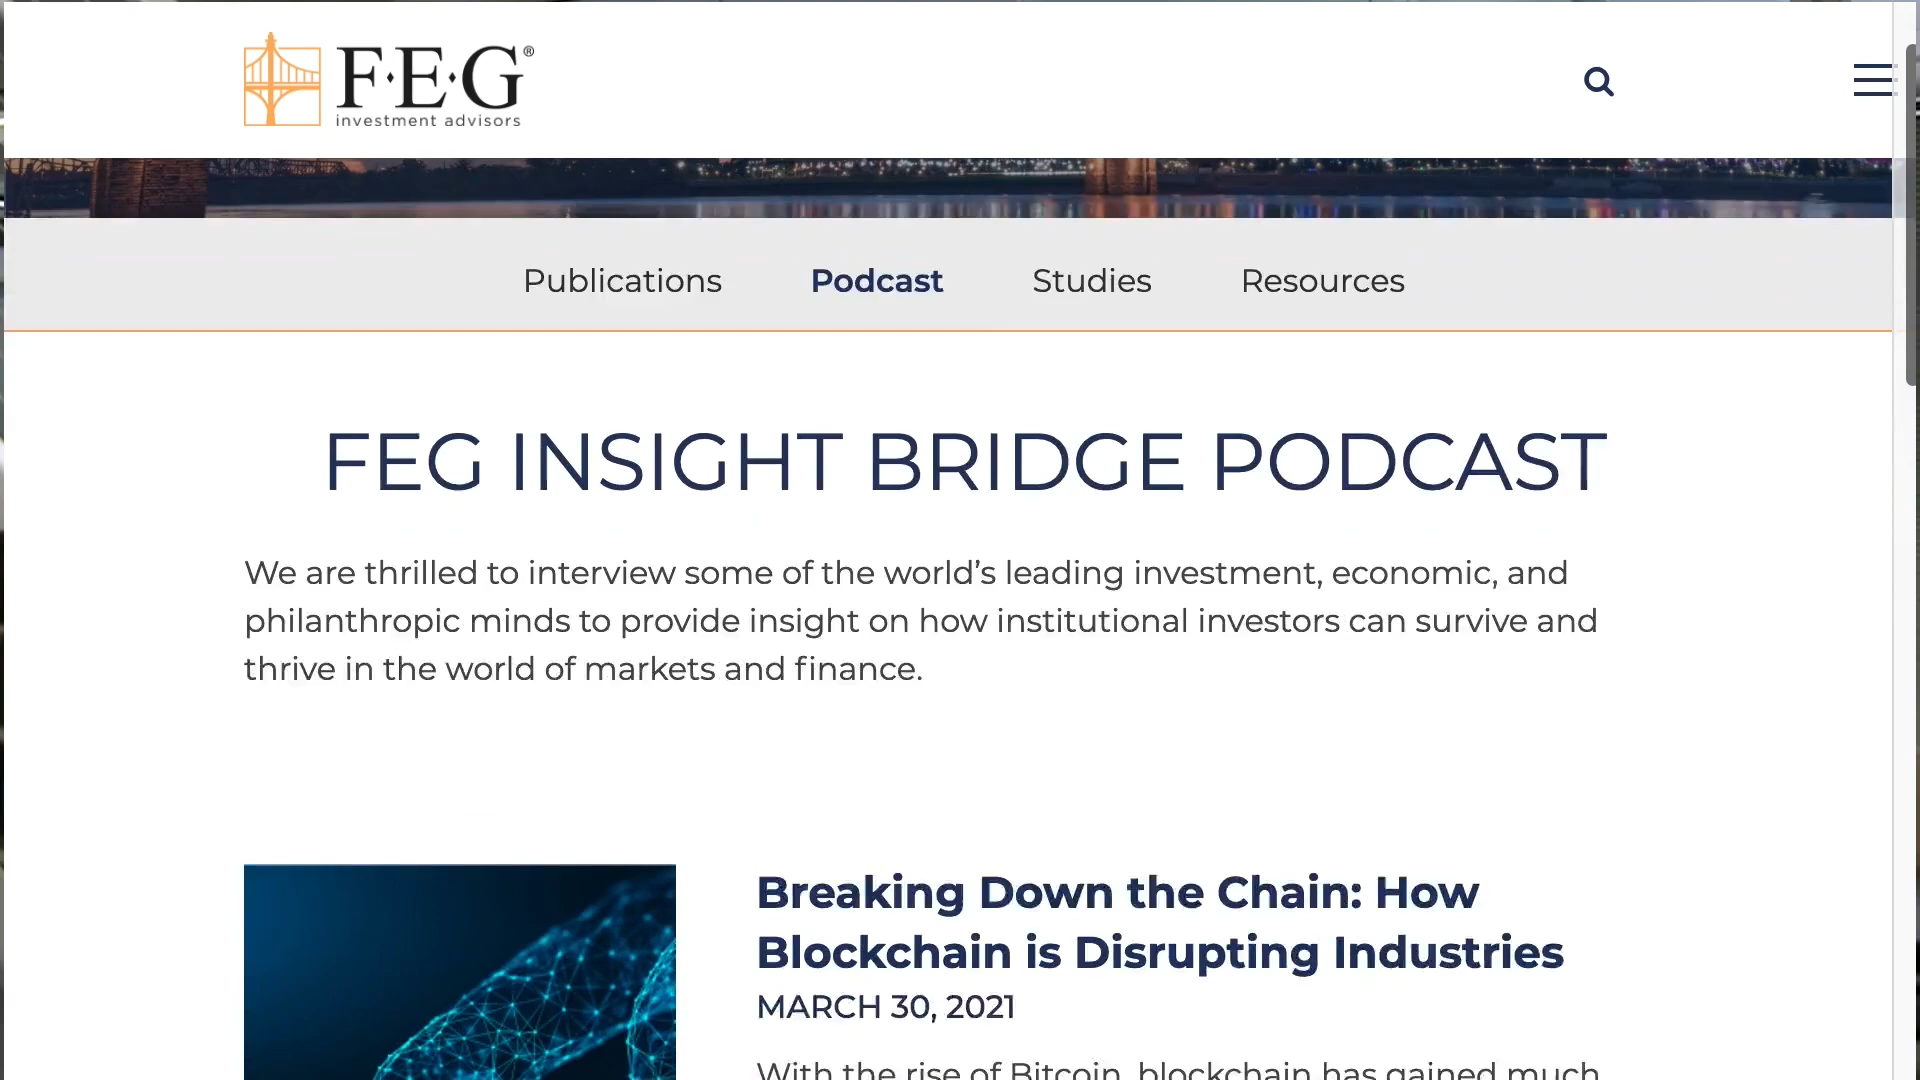 F·E·G®
investment advisors
Publications Podcast Studies Resources
FEG INSIGHT BRIDGE PODCAST
We are thrilled to interview some of the world’s leading investment, economic, and
philanthropic minds to provide insight on how institutional investors can survive and
thrive in the world of markets and finance.
Breaking Down the Chain: How
Blockchain is Disrupting Industries
MARCH 30, 2021
With the rise of Bitcoin, blockchain has gained much